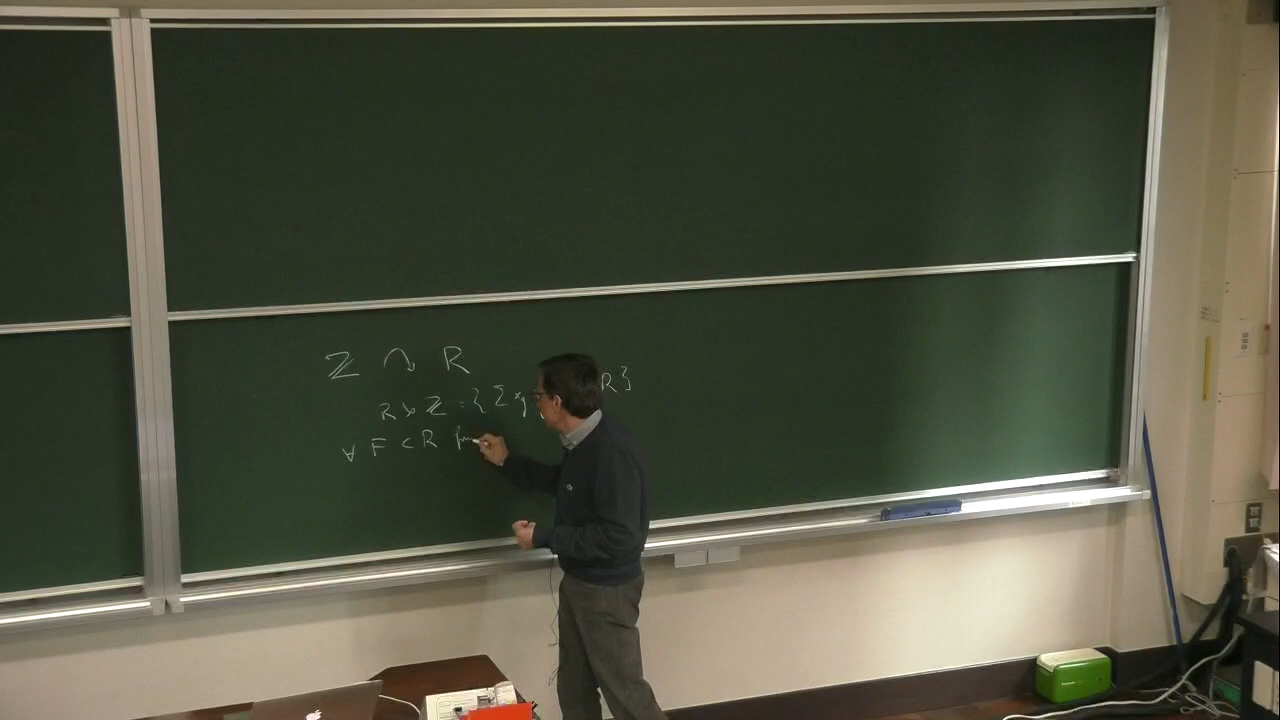 ℤ ↷ R
R ⋊ ℤ = { Σ x_g R }
∀ F ⊂ R